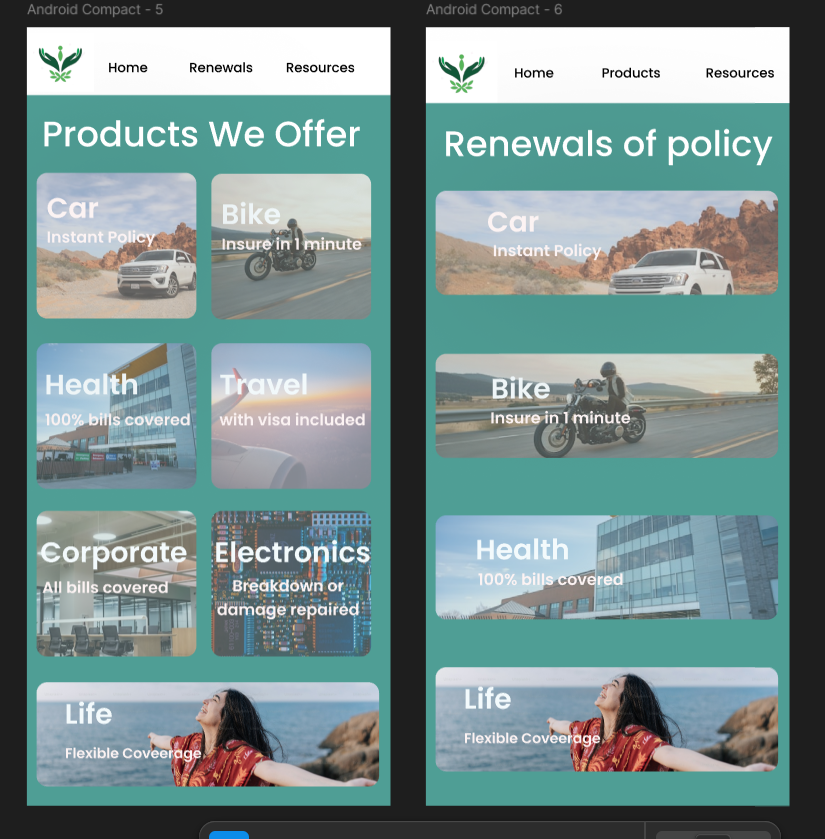 Android Compact - 5
Home Renewals Resources
Products We Offer
Car
Instant Policy
Bike
Insure in 1 minute
Health
100% bills covered
Travel
with visa included
Corporate
All bills covered
Electronics
Breakdown or
damage repaired
Life
Flexible Coveerage
Android Compact - 6
Home Products Resources
Renewals of policy
Car
Instant Policy
Bike
Insure in 1 minute
Health
100% bills covered
Life
Flexible Coveerage